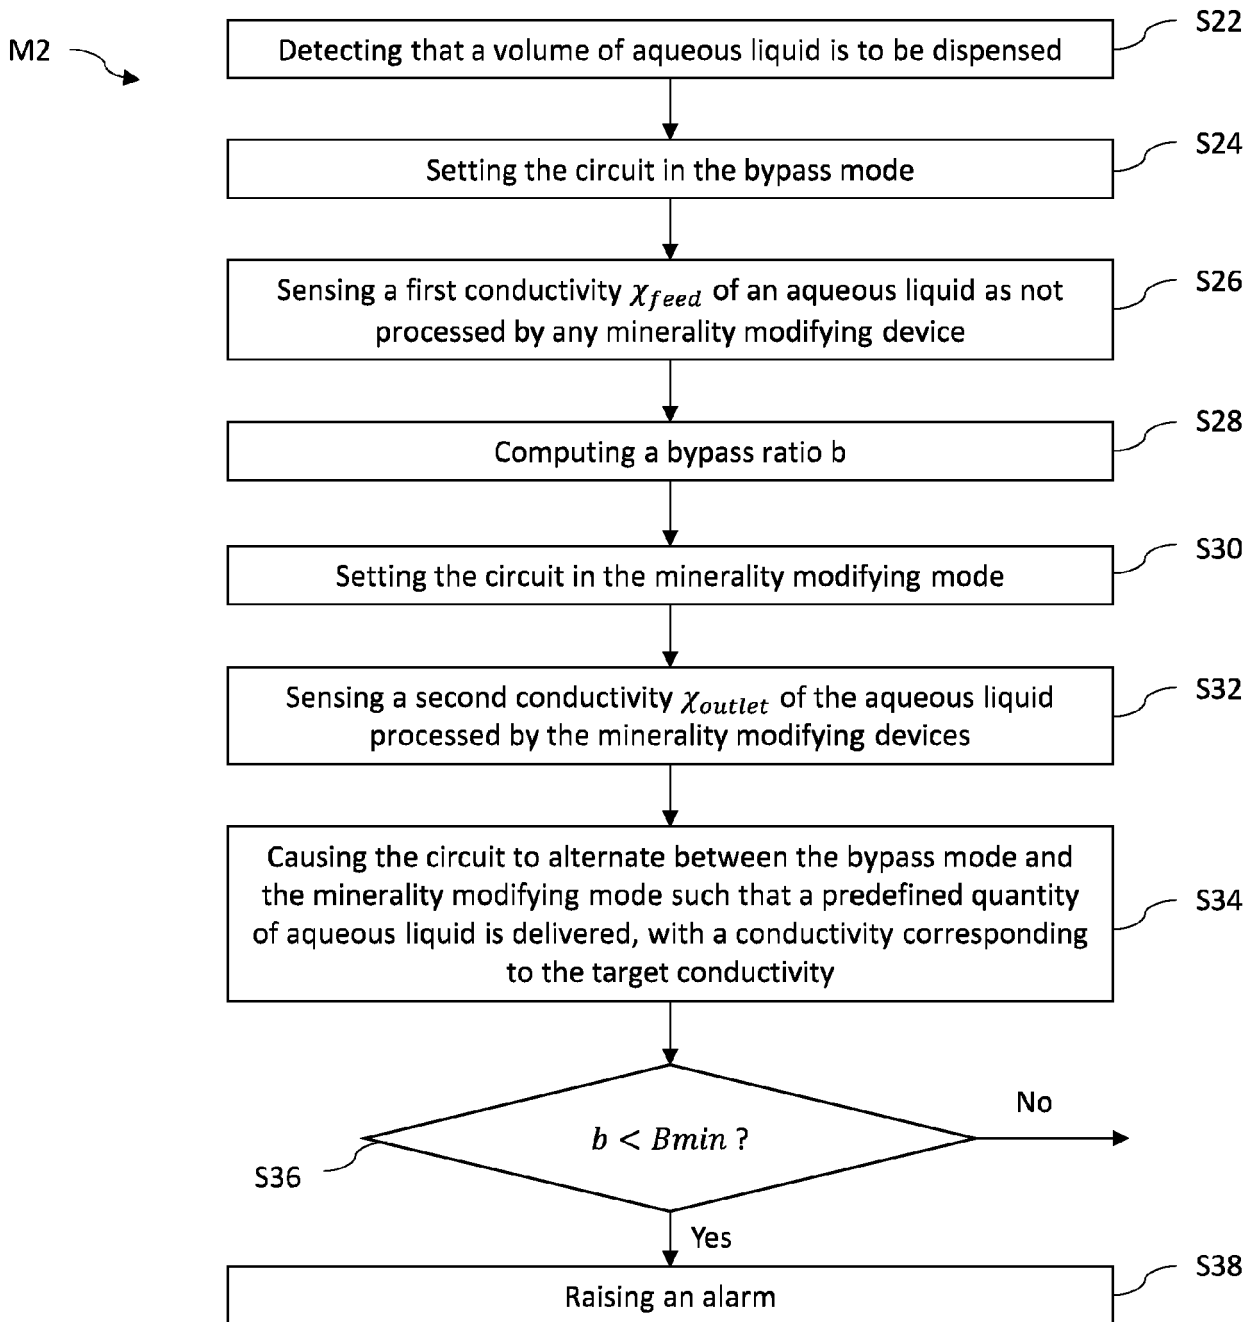 M2
S22
Detecting that a volume of aqueous liquid is to be dispensed
S24
Setting the circuit in the bypass mode
S26
Sensing a first conductivity χ_feed of an aqueous liquid as not
processed by any minerality modifying device
S28
Computing a bypass ratio b
S30
Setting the circuit in the minerality modifying mode
S32
Sensing a second conductivity χ_outlet of the aqueous liquid
processed by the minerality modifying devices
S34
Causing the circuit to alternate between the bypass mode and
the minerality modifying mode such that a predefined quantity
of aqueous liquid is delivered, with a conductivity corresponding
to the target conductivity
No
b < Bmin ?
S36
Yes
S38
Raising an alarm